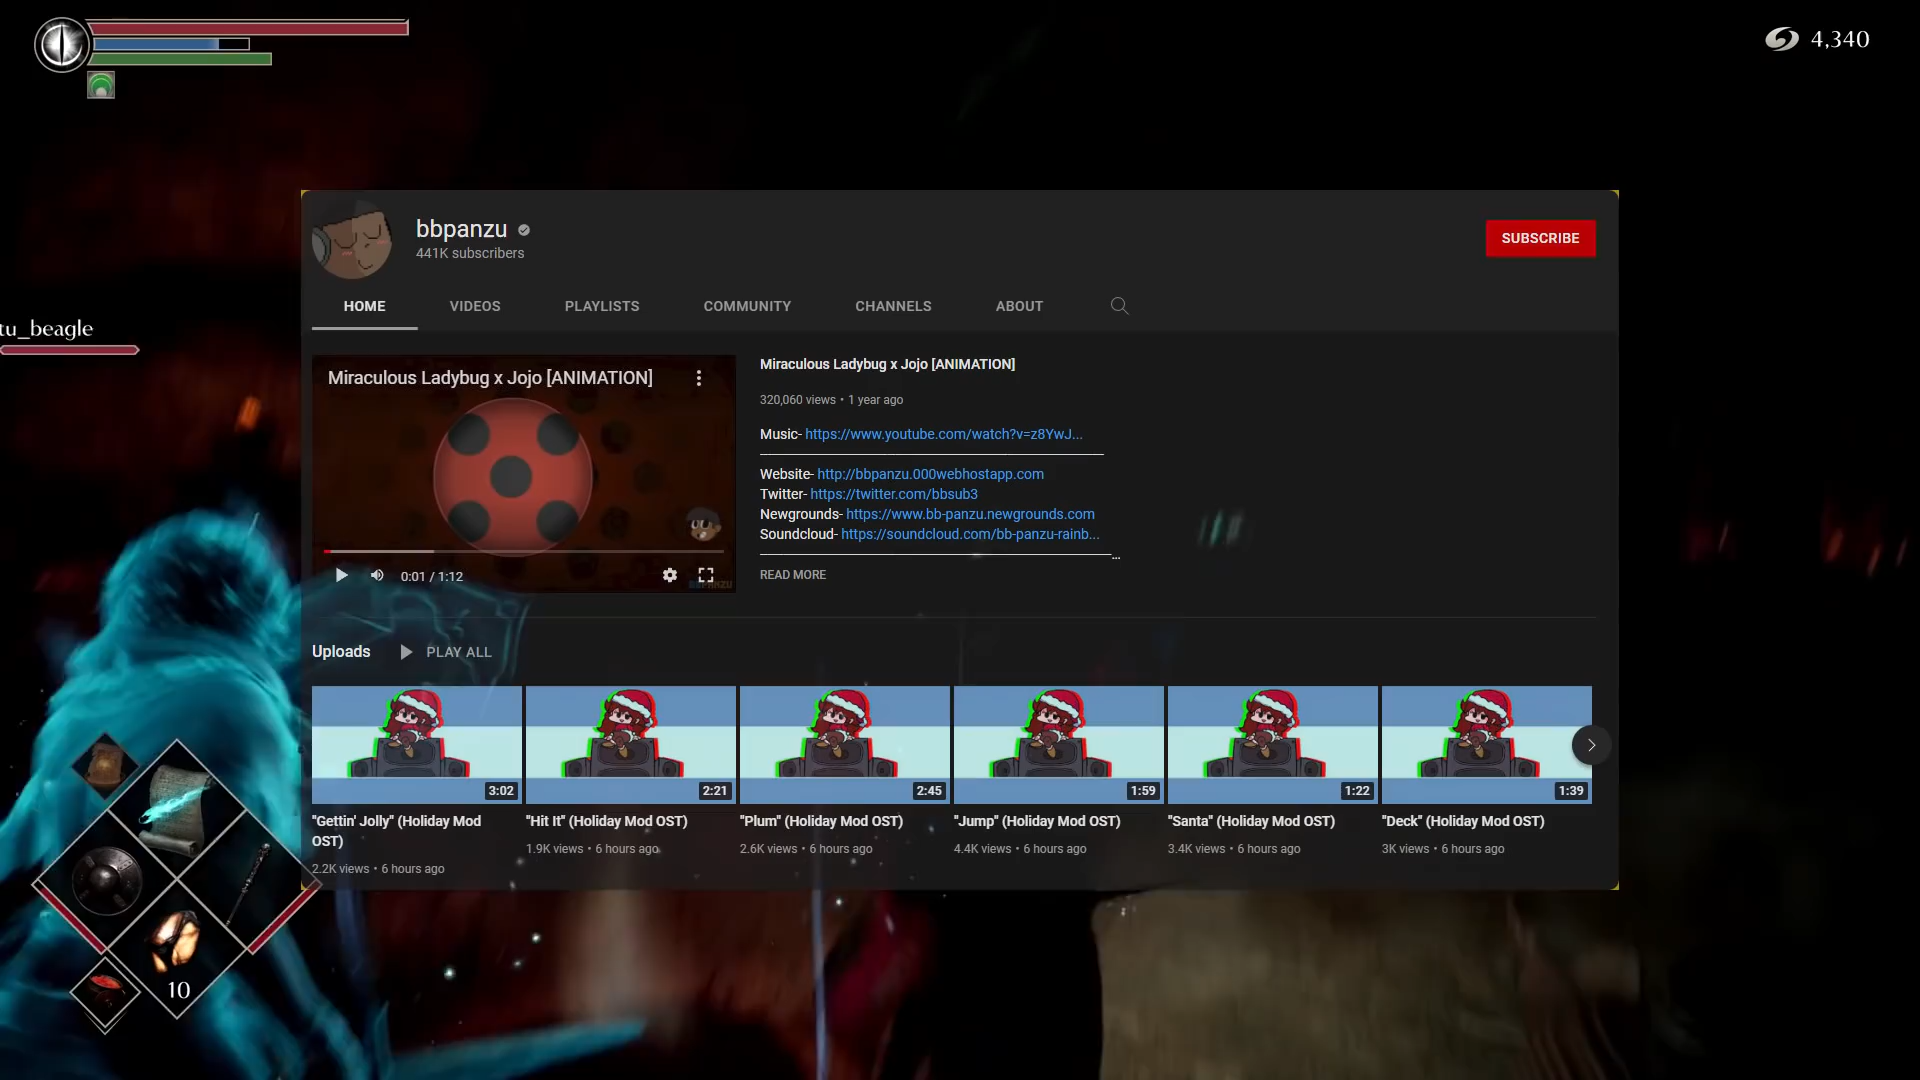 4,340
bbpanzu
441K subscribers
SUBSCRIBE
HOME VIDEOS PLAYLISTS COMMUNITY CHANNELS ABOUT
tu_beagle
Miraculous Ladybug x Jojo [ANIMATION]
0:01 / 1:12
BBPANZU
Miraculous Ladybug x Jojo [ANIMATION]
320,060 views • 1 year ago
Music- https://www.youtube.com/watch?v=z8YwJ...
Website- http://bbpanzu.000webhostapp.com
Twitter- https://twitter.com/bbsub3
Newgrounds- https://www.bb-panzu.newgrounds.com
Soundcloud- https://soundcloud.com/bb-panzu-rainb...
...
READ MORE
Uploads PLAY ALL
3:02
"Gettin' Jolly" (Holiday Mod
OST)
2.2K views • 6 hours ago
2:21
"Hit It" (Holiday Mod OST)
1.9K views • 6 hours ago
2:45
"Plum" (Holiday Mod OST)
2.6K views • 6 hours ago
1:59
"Jump" (Holiday Mod OST)
4.4K views • 6 hours ago
1:22
"Santa" (Holiday Mod OST)
3.4K views • 6 hours ago
1:39
"Deck" (Holiday Mod OST)
3K views • 6 hours ago
10